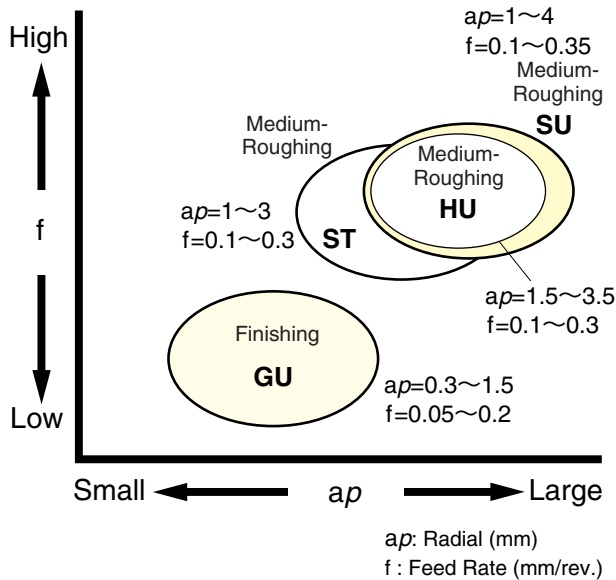 ap=1～4
High
f=0.1～0.35
Medium-
Roughing
SU
Medium-
Roughing
Medium-
Roughing
HU
ap=1～3
f=0.1～0.3
ST
f
ap=1.5～3.5
f=0.1～0.3
Finishing
GU
ap=0.3～1.5
f=0.05～0.2
Low
Small ap Large
ap: Radial (mm)
f : Feed Rate (mm/rev.)